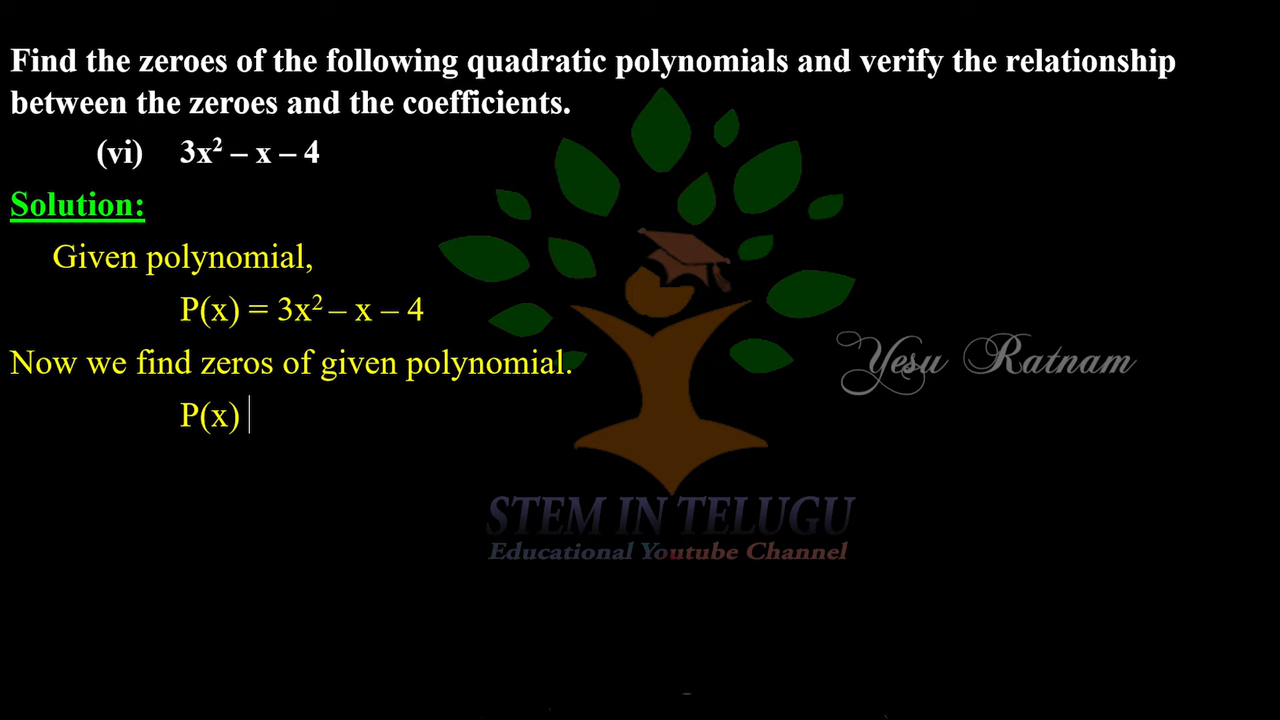 Find the zeroes of the following quadratic polynomials and verify the relationship
between the zeroes and the coefficients.
(vi) 3x² – x – 4
Solution:
Given polynomial,
P(x) = 3x² – x – 4
Now we find zeros of given polynomial.
Yesu Ratnam
P(x)
STEM IN TELUGU
Educational Youtube Channel